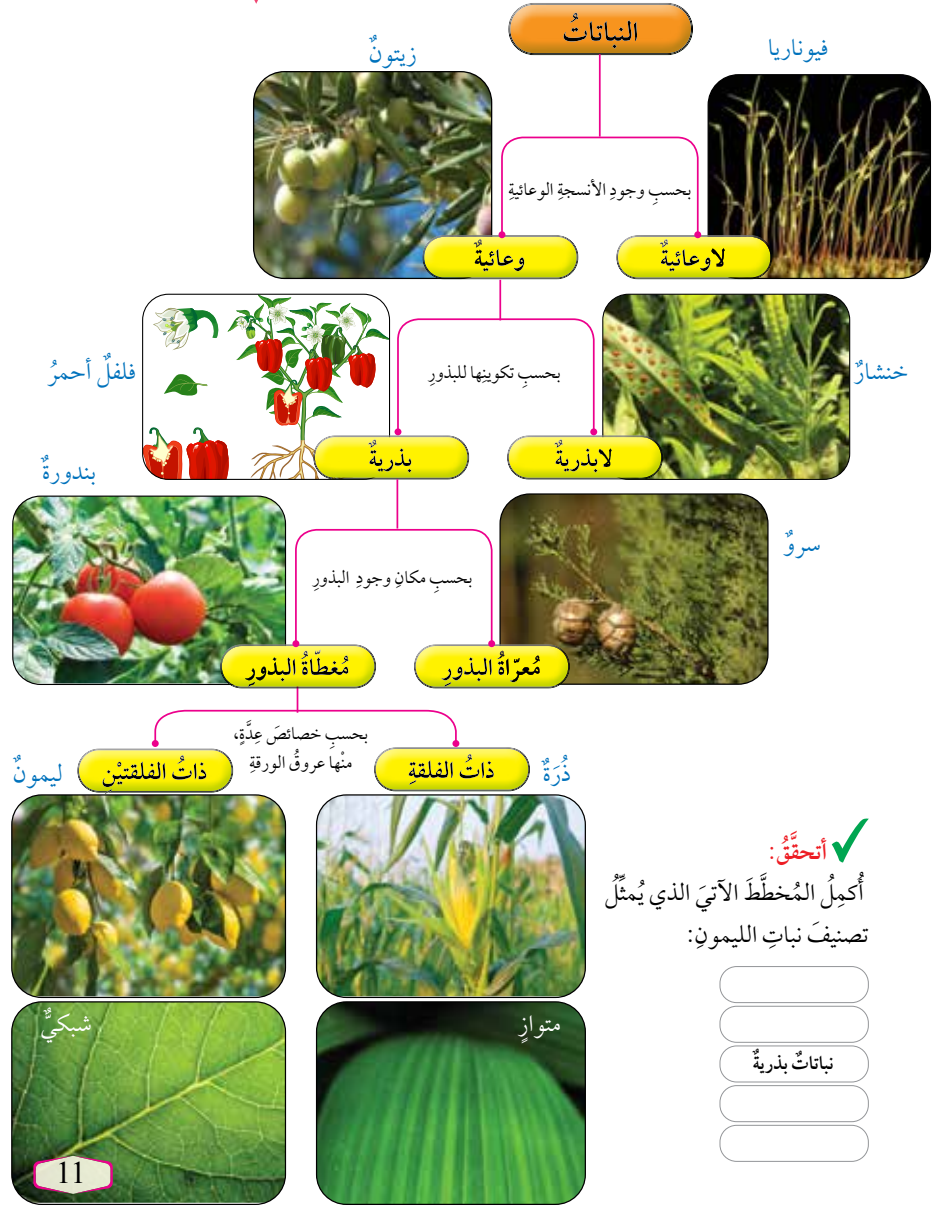 النباتاتُ
فيوناريا
زيتونٌ
بحسبِ وجودِ الأنسجةِ الوعائيةِ
لاوعائيةٌ
وعائيةٌ
خنشارٌ
فلفلٌ أحمرُ
بحسبِ تكوينِها للبذورِ
لابذريةٌ
بذريةٌ
سروٌ
بندورةٌ
بحسبِ مكانِ وجودِ البذورِ
مُعرّاةُ البذورِ
مُغطّاةُ البذورِ
بحسبِ خصائصَ عِدَّةٍ،
منْها عروقُ الورقةِ
ذُرَةٌ
ذاتُ الفلقةِ
ذاتُ الفلقتيْنِ
ليمونٌ
متوازٍ
شبكيٌّ
أتحقَّقُ:
أُكمِلُ المُخطَّطَ الآتيَ الذي يُمثِّلُ
تصنيفَ نباتِ الليمونِ:
نباتاتٌ بذريةٌ
11